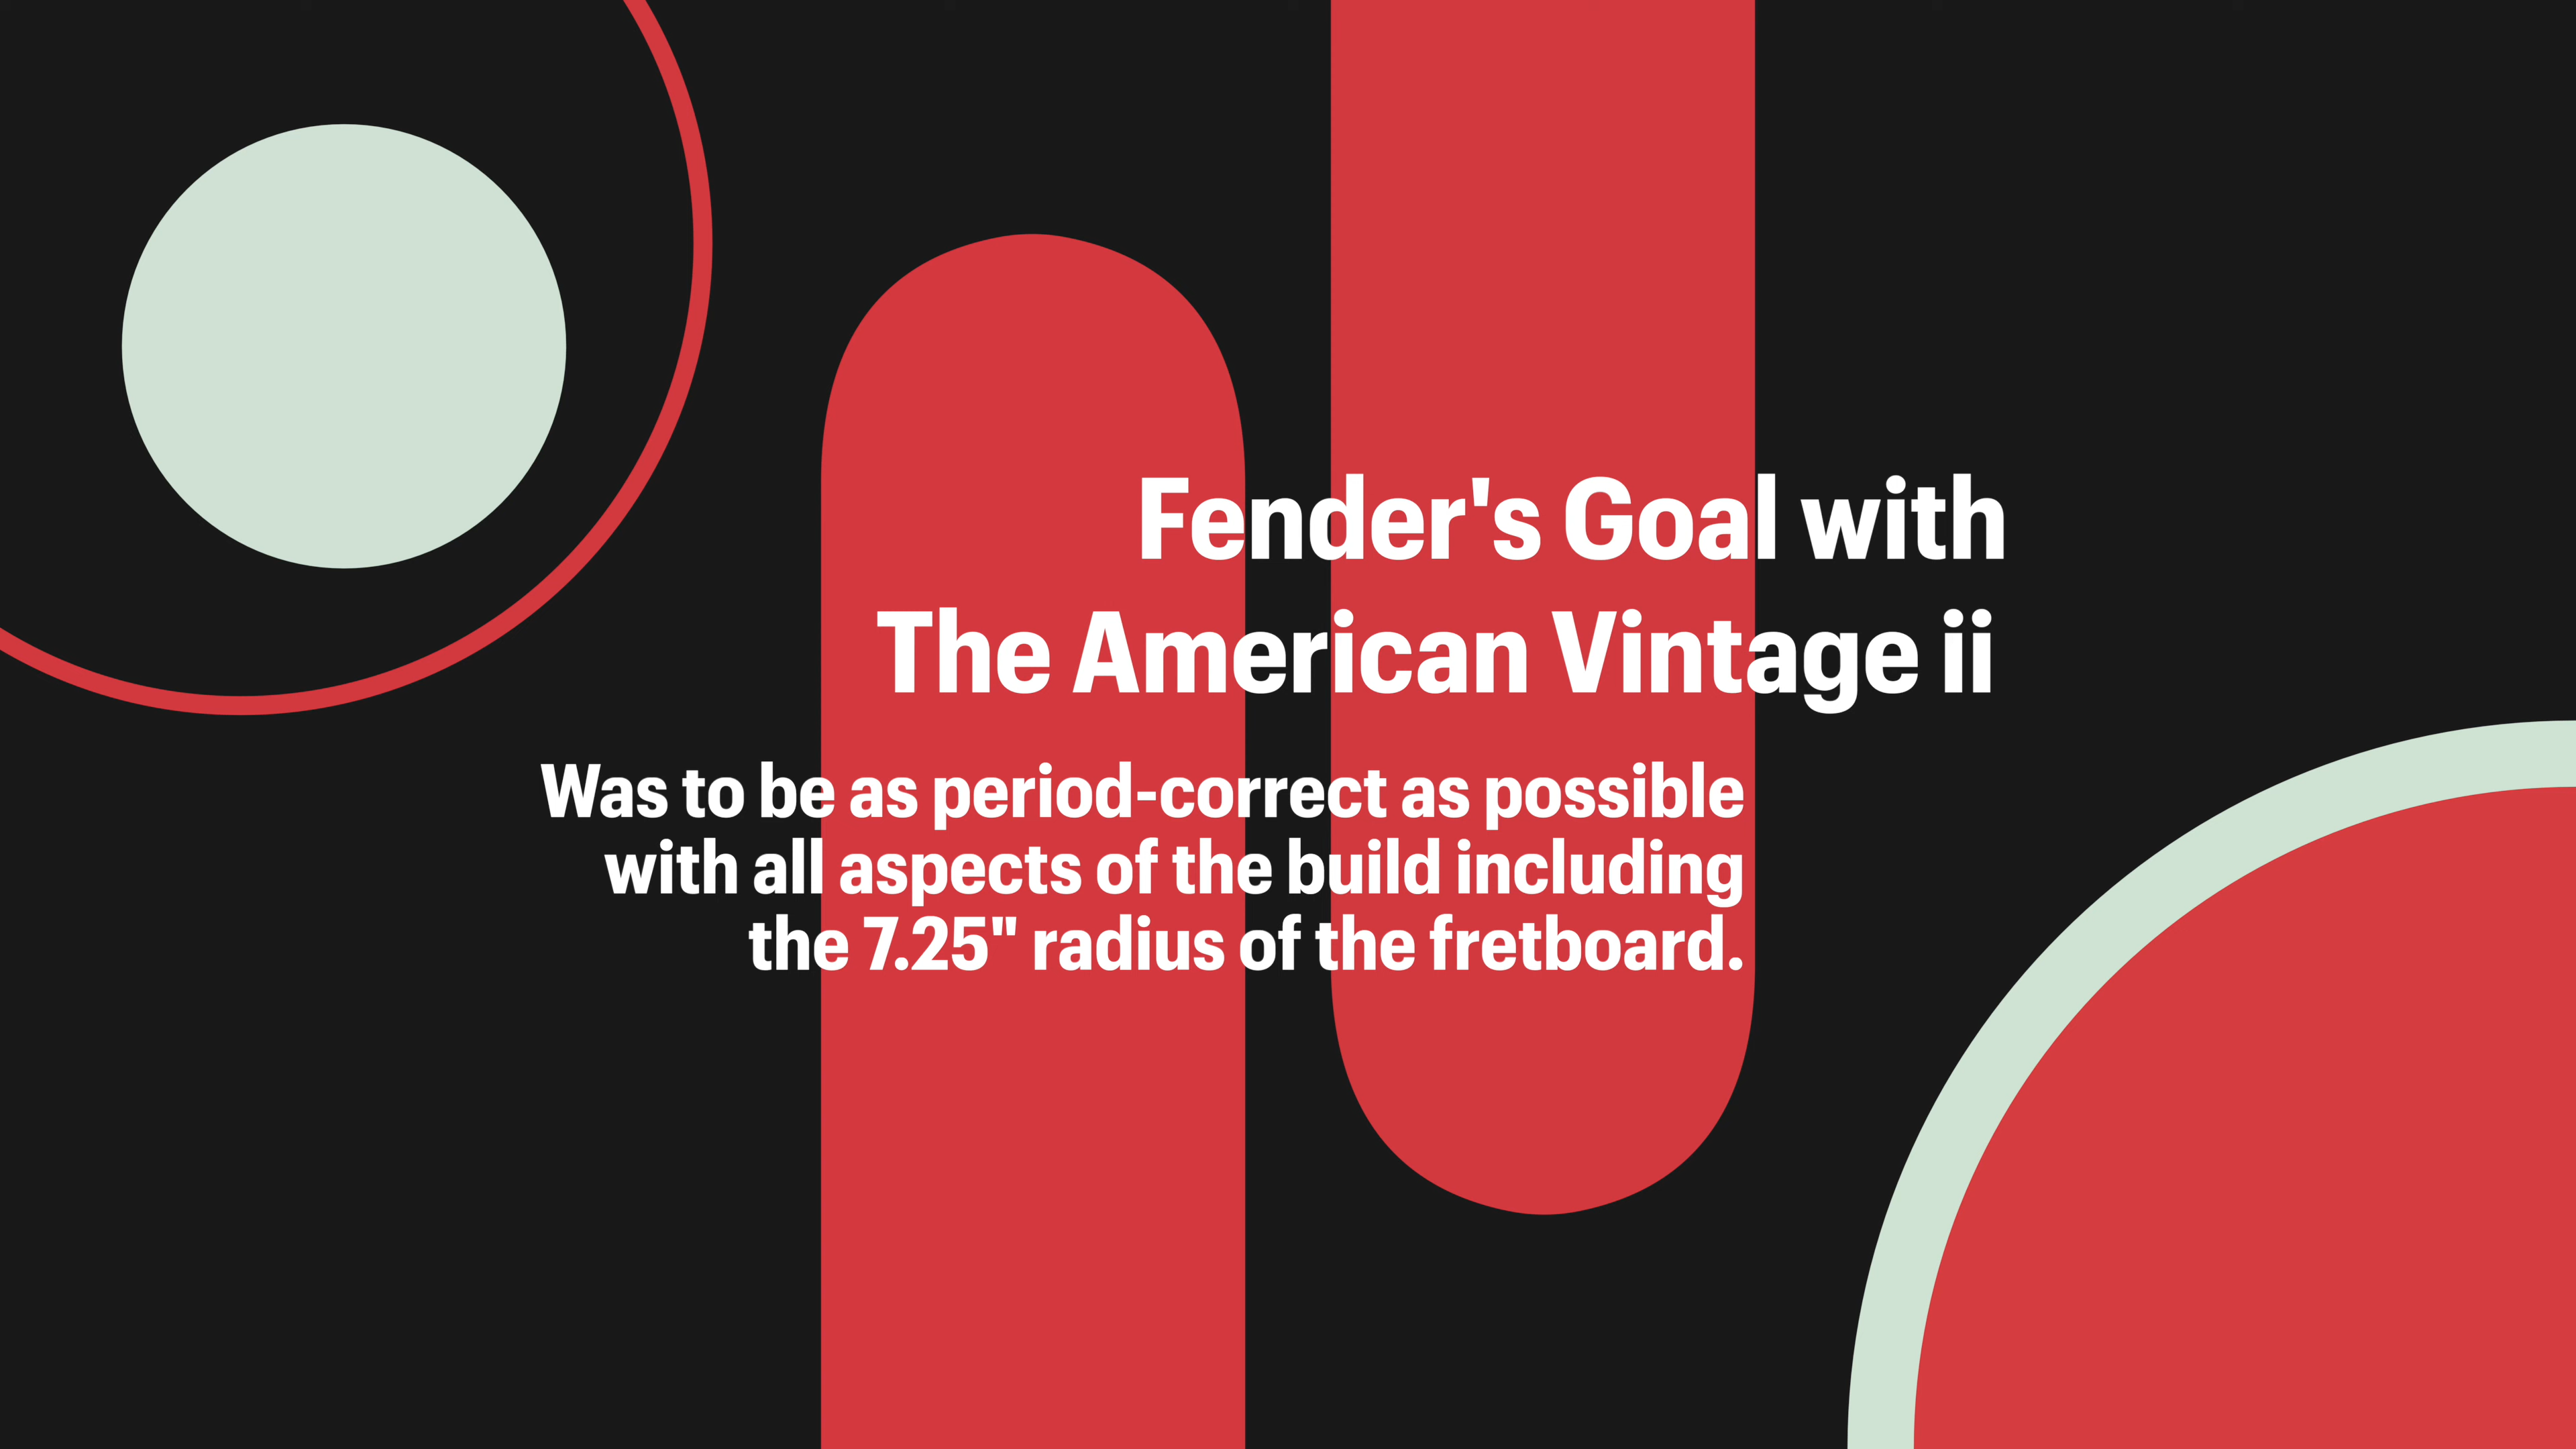 Fender's Goal with
The American Vintage ii
Was to be as period-correct as possible
with all aspects of the build including
the 7.25" radius of the fretboard.